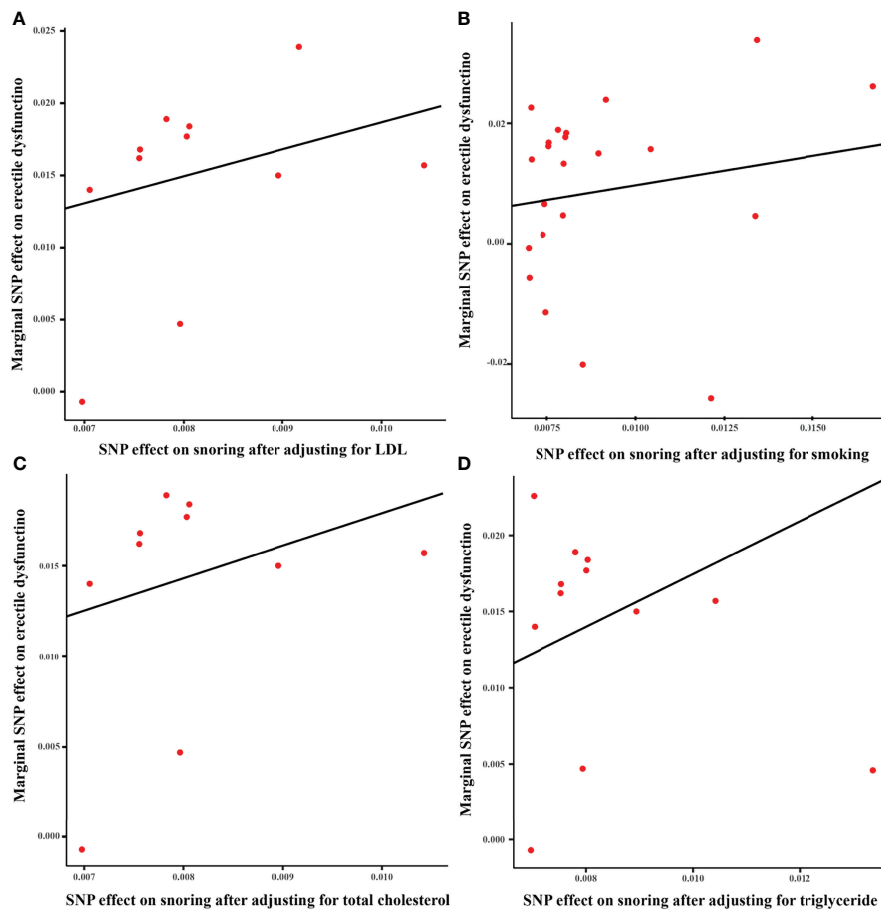 A
Marginal SNP effect on erectile dysfunctino
0.025
0.020
0.015
0.010
0.005
0.000
0.007
0.008
0.009
0.010
SNP effect on snoring after adjusting for LDL
B
Marginal SNP effect on erectile dysfunctino
0.02
0.00
-0.02
0.0075
0.0100
0.0125
0.0150
SNP effect on snoring after adjusting for smoking
C
Marginal SNP effect on erectile dysfunctino
0.015
0.010
0.005
0.000
0.007
0.008
0.009
0.010
SNP effect on snoring after adjusting for total cholesterol
D
Marginal SNP effect on erectile dysfunctino
0.020
0.015
0.010
0.005
0.000
0.008
0.010
0.012
SNP effect on snoring after adjusting for triglyceride